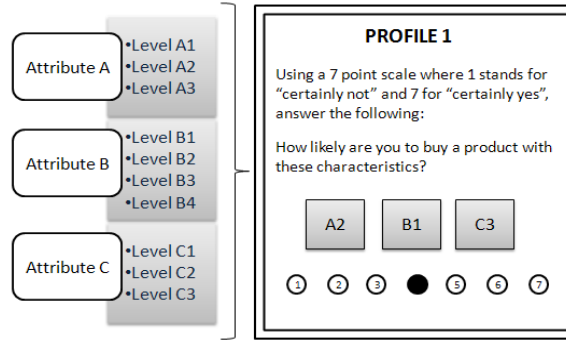 Attribute A
•Level A1
•Level A2
•Level A3
Attribute B
•Level B1
•Level B2
•Level B3
•Level B4
Attribute C
•Level C1
•Level C2
•Level C3
PROFILE 1
Using a 7 point scale where 1 stands for
“certainly not” and 7 for “certainly yes”,
answer the following:
How likely are you to buy a product with
these characteristics?
A2 B1 C3
1 2 3 5 6 7